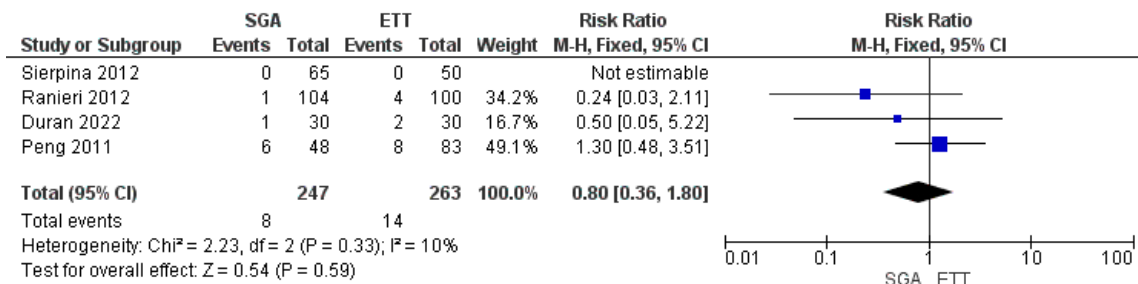 SGA ETT Risk Ratio Risk Ratio
Study or Subgroup Events Total Events Total Weight M-H, Fixed, 95% CI M-H, Fixed, 95% CI
Sierpina 2012 0 65 0 50 Not estimable
Ranieri 2012 1 104 4 100 34.2% 0.24 [0.03, 2.11]
Duran 2022 1 30 2 30 16.7% 0.50 [0.05, 5.22]
Peng 2011 6 48 8 83 49.1% 1.30 [0.48, 3.51]
Total (95% CI) 247 263 100.0% 0.80 [0.36, 1.80]
Total events 8 14
Heterogeneity: Chi² = 2.23, df = 2 (P = 0.33); I² = 10%
Test for overall effect: Z = 0.54 (P = 0.59)
0.01 0.1 1 10 100
SGA ETT